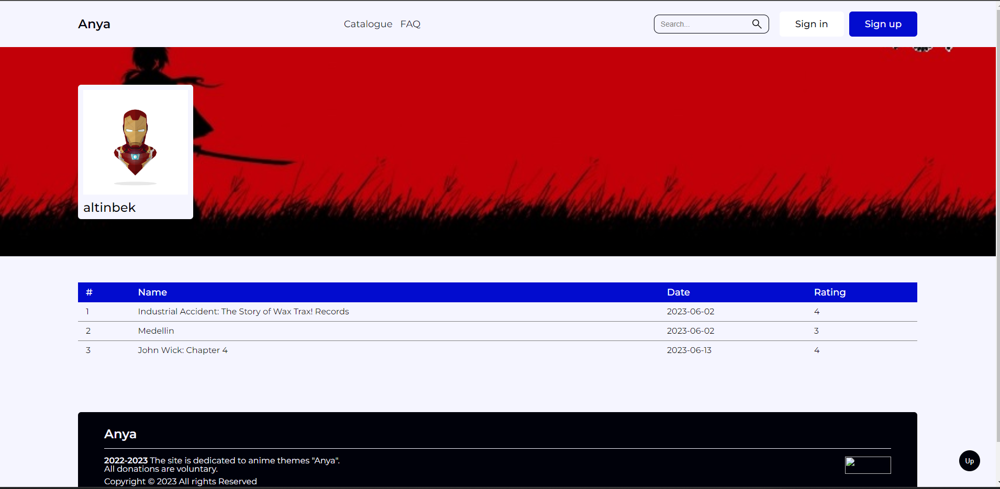 Anya
Catalogue FAQ
Search...
Sign in
Sign up
altinbek
# Name Date Rating
1 Industrial Accident: The Story of Wax Trax! Records 2023-06-02 4
2 Medellin 2023-06-02 3
3 John Wick: Chapter 4 2023-06-13 4
Anya
2022-2023 The site is dedicated to anime themes "Anya".
All donations are voluntary.
Copyright © 2023 All rights Reserved
Up